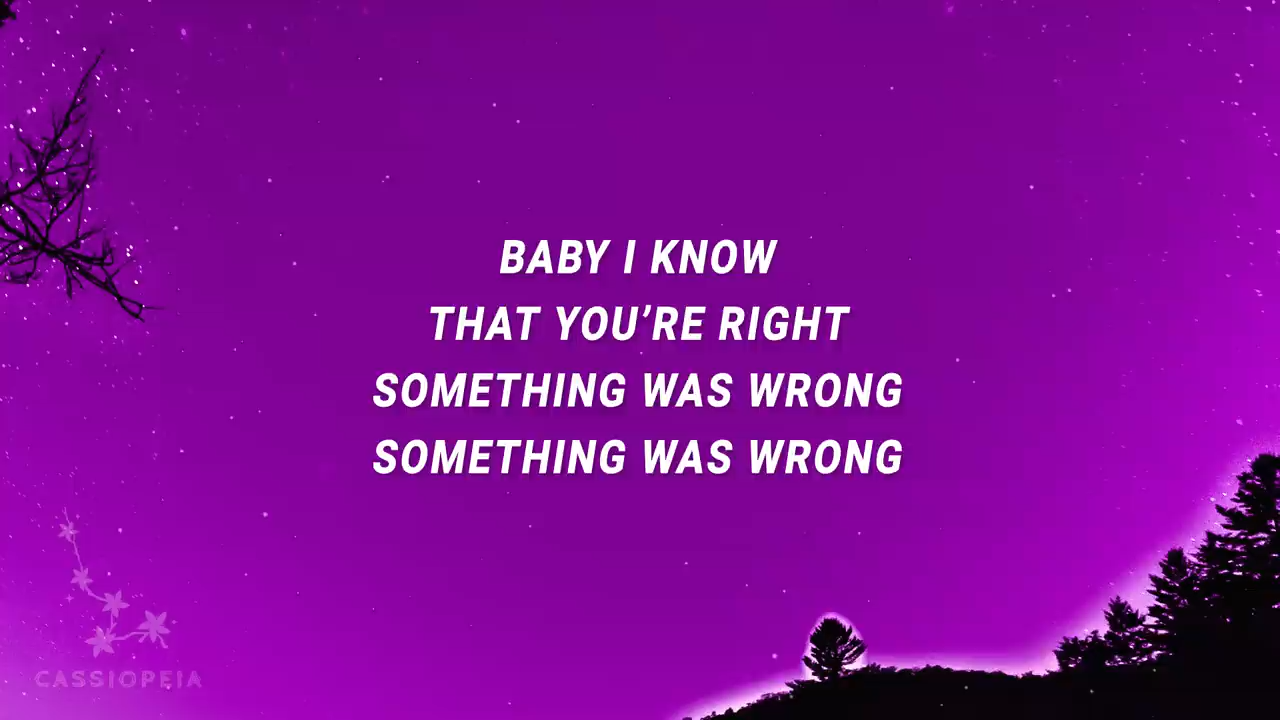 BABY I KNOW
THAT YOU’RE RIGHT
SOMETHING WAS WRONG
SOMETHING WAS WRONG
CASSIOPEIA